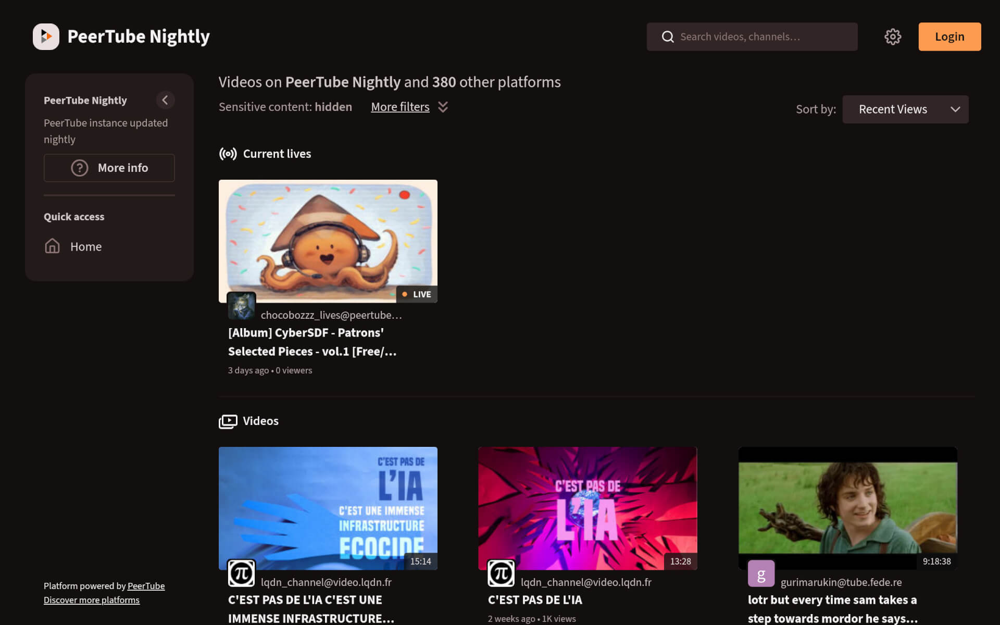 PeerTube Nightly
Search videos, channels…
Login
PeerTube Nightly
PeerTube instance updated
nightly
More info
Quick access
Home
Platform powered by PeerTube
Discover more platforms
Videos on PeerTube Nightly and 380 other platforms
Sensitive content: hidden More filters
Sort by: Recent Views
Current lives
LIVE
chocobozzz_lives@peertube…
[Album] CyberSDF - Patrons'
Selected Pieces - vol.1 [Free/…
3 days ago • 0 viewers
Videos
C'EST PAS DE
L'IA
C'EST UNE IMMENSE
INFRASTRUCTURE
ECOCIDE
15:14
lqdn_channel@video.lqdn.fr
C'EST PAS DE L'IA C'EST UNE
IMMENSE INFRASTRUCTURE…
C'EST PAS DE
L'IA
13:28
lqdn_channel@video.lqdn.fr
C'EST PAS DE L'IA
2 weeks ago • 1K views
9:18:38
g
gurimarukin@tube.fede.re
lotr but every time sam takes a
step towards mordor he says…